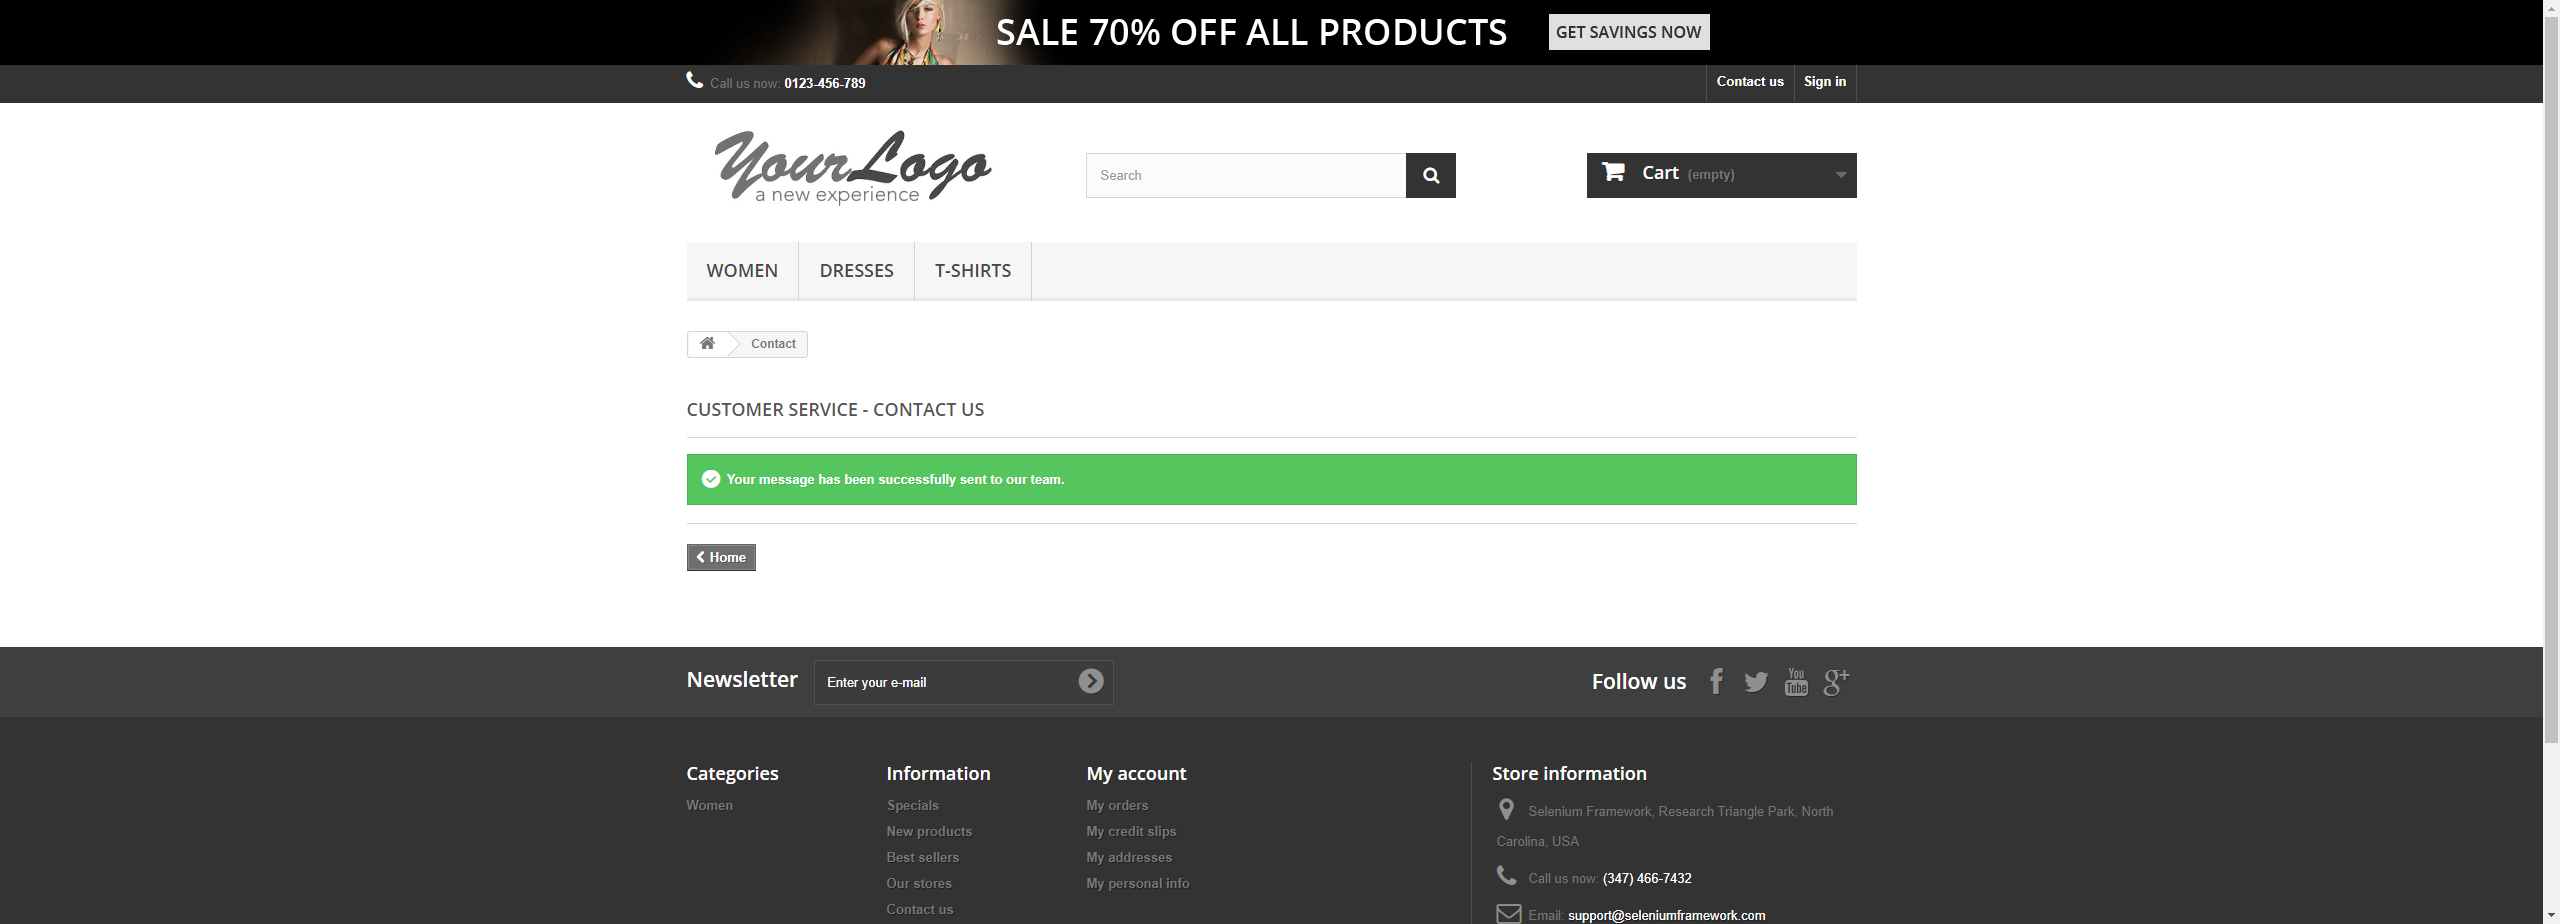 SALE 70% OFF ALL PRODUCTS
GET SAVINGS NOW
Call us now: 0123-456-789
Contact us
Sign in
Your Logo
a new experience
Search
Cart (empty)
WOMEN
DRESSES
T-SHIRTS
Contact
CUSTOMER SERVICE - CONTACT US
Your message has been successfully sent to our team.
Home
Newsletter
Enter your e-mail
Follow us
You
Tube
g+
Categories
Women
Information
Specials
New products
Best sellers
Our stores
Contact us
My account
My orders
My credit slips
My addresses
My personal info
Store information
Selenium Framework, Research Triangle Park, North
Carolina, USA
Call us now: (347) 466-7432
Email: support@seleniumframework.com